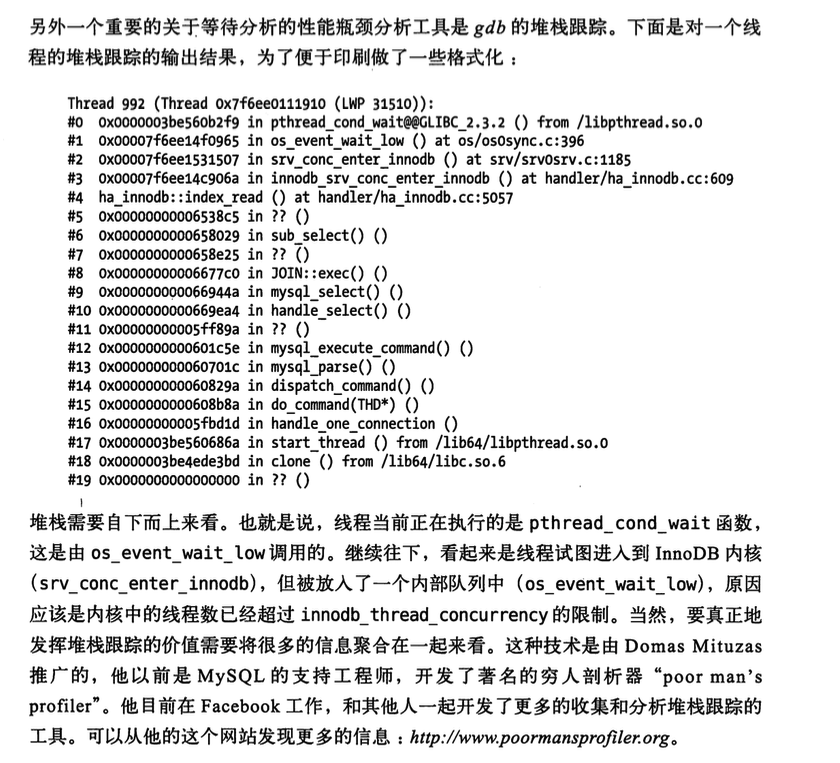 另外一个重要的关于等待分析的性能瓶颈分析工具是 gdb 的堆栈跟踪。下面是对一个线
程的堆栈跟踪的输出结果，为了便于印刷做了一些格式化：
Thread 992 (Thread 0x7f6ee0111910 (LWP 31510)):
#0  0x0000003be560b2f9 in pthread_cond_wait@@GLIBC_2.3.2 () from /libpthread.so.0
#1  0x00007f6ee14f0965 in os_event_wait_low () at os/os0sync.c:396
#2  0x00007f6ee1531507 in srv_conc_enter_innodb () at srv/srv0srv.c:1185
#3  0x00007f6ee14c906a in innodb_srv_conc_enter_innodb () at handler/ha_innodb.cc:609
#4  ha_innodb::index_read () at handler/ha_innodb.cc:5057
#5  0x00000000006538c5 in ?? ()
#6  0x0000000000658029 in sub_select() ()
#7  0x0000000000658e25 in ?? ()
#8  0x00000000006677c0 in JOIN::exec() ()
#9  0x000000000066944a in mysql_select() ()
#10 0x0000000000669ea4 in handle_select() ()
#11 0x00000000005ff89a in ?? ()
#12 0x0000000000601c5e in mysql_execute_command() ()
#13 0x000000000060701c in mysql_parse() ()
#14 0x000000000060829a in dispatch_command() ()
#15 0x0000000000608b8a in do_command(THD*) ()
#16 0x00000000005fbd1d in handle_one_connection ()
#17 0x0000003be560686a in start_thread () from /lib64/libpthread.so.0
#18 0x0000003be4ede3bd in clone () from /lib64/libc.so.6
#19 0x0000000000000000 in ?? ()
堆栈需要自下而上来看。也就是说，线程当前正在执行的是 pthread_cond_wait 函数，
这是由 os_event_wait_low 调用的。继续往下，看起来是线程试图进入到 InnoDB 内核
（srv_conc_enter_innodb），但被放入了一个内部队列中（os_event_wait_low），原因
应该是内核中的线程数已经超过 innodb_thread_concurrency 的限制。当然，要真正地
发挥堆栈跟踪的价值需要将很多的信息聚合在一起来看。这种技术是由 Domas Mituzas
推广的，他以前是 MySQL 的支持工程师，开发了著名的穷人剖析器“poor man's
profiler”。他目前在 Facebook 工作，和其他人一起开发了更多的收集和分析堆栈跟踪的
工具。可以从他的这个网站发现更多的信息：http://www.poormansprofiler.org。